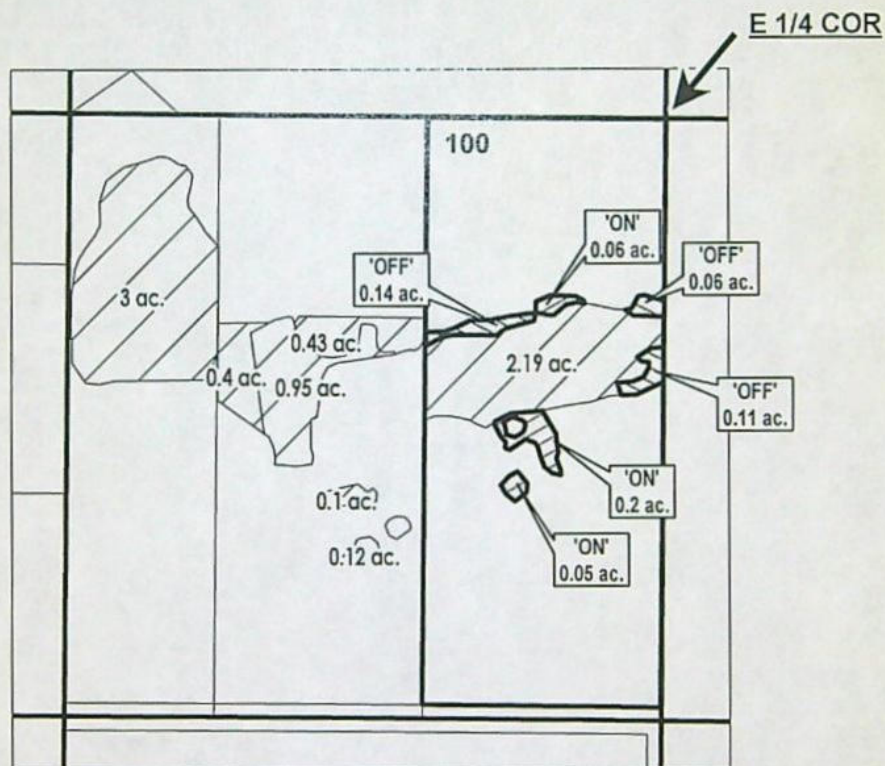 E 1/4 COR
100
'ON'
0.06 ac.
'OFF'
0.06 ac.
'OFF'
0.14 ac.
3 ac.
0.43 ac.
2.19 ac.
0.4 ac.
0.95 ac.
'OFF'
0.11 ac.
'ON'
0.2 ac.
0.1 ac.
0.12 ac.
'ON'
0.05 ac.